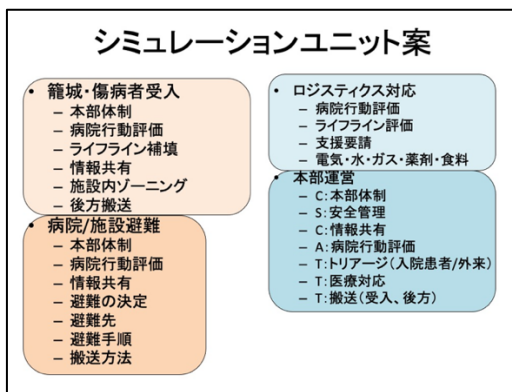 シミュレーションユニット案
• 籠城・傷病者受入
– 本部体制
– 病院行動評価
– ライフライン補填
– 情報共有
– 施設内ゾーニング
– 後方搬送
• 病院/施設避難
– 本部体制
– 病院行動評価
– 情報共有
– 避難の決定
– 避難先
– 避難手順
– 搬送方法
• ロジスティクス対応
– 病院行動評価
– ライフライン評価
– 支援要請
– 電気・水・ガス・薬剤・食料
• 本部運営
– C:本部体制
– S:安全管理
– C:情報共有
– A:病院行動評価
– T:トリアージ(入院患者/外来)
– T:医療対応
– T:搬送(受入、後方)